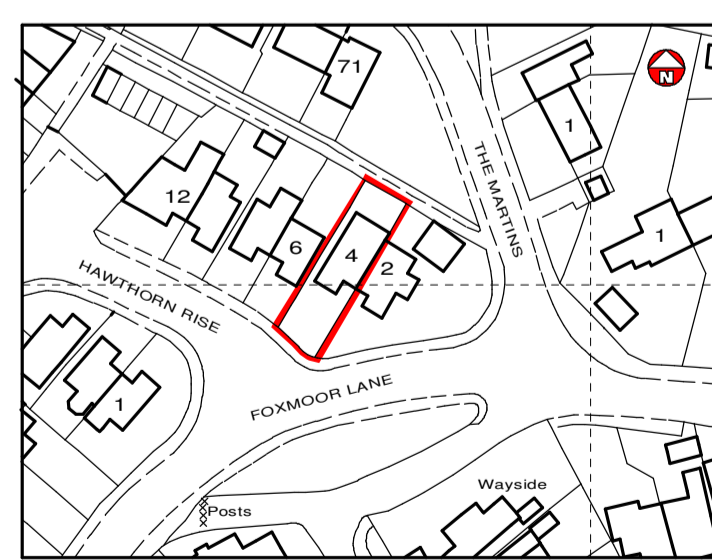 71
N
1
THE MARTINS
12
6
4
2
1
HAWTHORN RISE
1
FOXMOOR LANE
Wayside
Posts